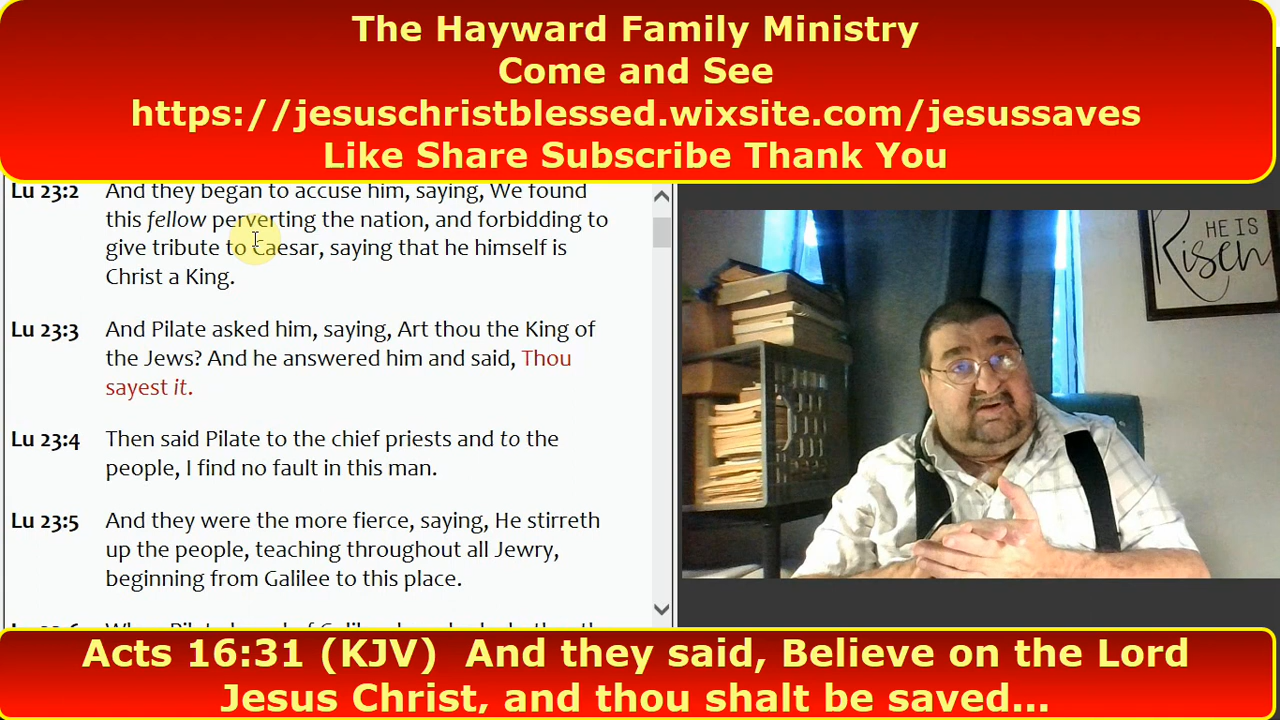 The Hayward Family Ministry
Come and See
https://jesuschristblessed.wixsite.com/jesussaves
Like Share Subscribe Thank You
Lu 23:2 And they began to accuse him, saying, We found
this fellow perverting the nation, and forbidding to
give tribute to Caesar, saying that he himself is
Christ a King.
Lu 23:3 And Pilate asked him, saying, Art thou the King of
the Jews? And he answered him and said, Thou
sayest it.
Lu 23:4 Then said Pilate to the chief priests and to the
people, I find no fault in this man.
Lu 23:5 And they were the more fierce, saying, He stirreth
up the people, teaching throughout all Jewry,
beginning from Galilee to this place.
HE IS
Risen
Acts 16:31 (KJV) And they said, Believe on the Lord
Jesus Christ, and thou shalt be saved...